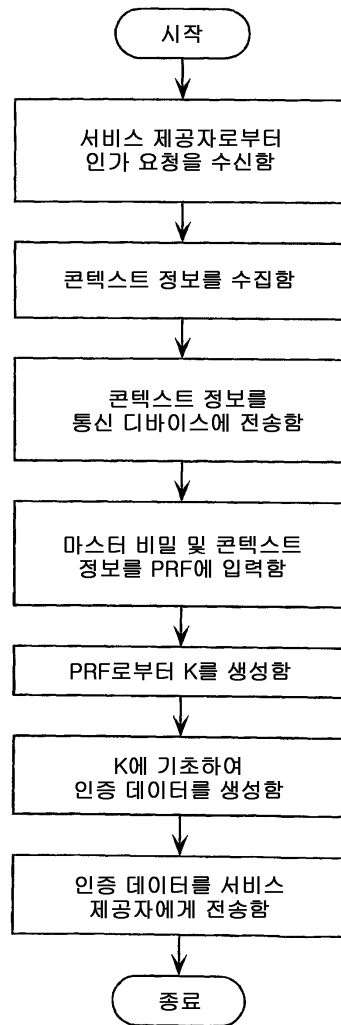 시작
서비스 제공자로부터
인가 요청을 수신함
콘텍스트 정보를 수집함
콘텍스트 정보를
통신 디바이스에 전송함
마스터 비밀 및 콘텍스트
정보를 PRF에 입력함
PRF로부터 K를 생성함
K에 기초하여
인증 데이터를 생성함
인증 데이터를 서비스
제공자에게 전송함
종료